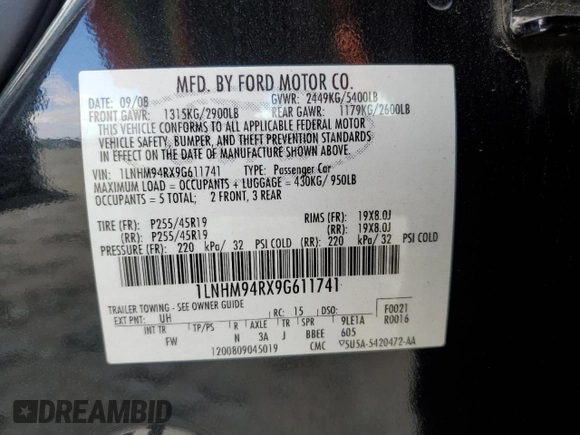 MFD. BY FORD MOTOR CO.
DATE: 09/08 GVWR: 2449KG/5400LB
FRONT GAWR: 1315KG/2900LB REAR GAWR: 1179KG/2600LB
THIS VEHICLE CONFORMS TO ALL APPLICABLE FEDERAL MOTOR
VEHICLE SAFETY, BUMPER, AND THEFT PREVENTION STANDARDS
IN EFFECT ON THE DATE OF MANUFACTURE SHOWN ABOVE.
VIN: 1LNHM94RX9G611741 TYPE: Passenger Car
MAXIMUM LOAD = OCCUPANTS + LUGGAGE = 430KG/ 950LB
OCCUPANTS = 5 TOTAL: 2 FRONT, 3 REAR
TIRE (FR): P255/45R19 RIMS (FR): 19X8.0J
(RR): P255/45R19 (RR): 19X8.0J
PRESSURE (FR): 220 kPa/ 32 PSI COLD (RR): 220 kPa/ 32 PSI COLD
1LNHM94RX9G611741
TRAILER TOWING - SEE OWNER GUIDE
EXT PNT: UH RC: 15 DSO: F0021
INT TR TP/PS R AXLE TR SPR 9LE1A R0016
FW N 3A J BBEE 605
1200809045019 CMC 5U5A-5420472-AA
DREAMBID